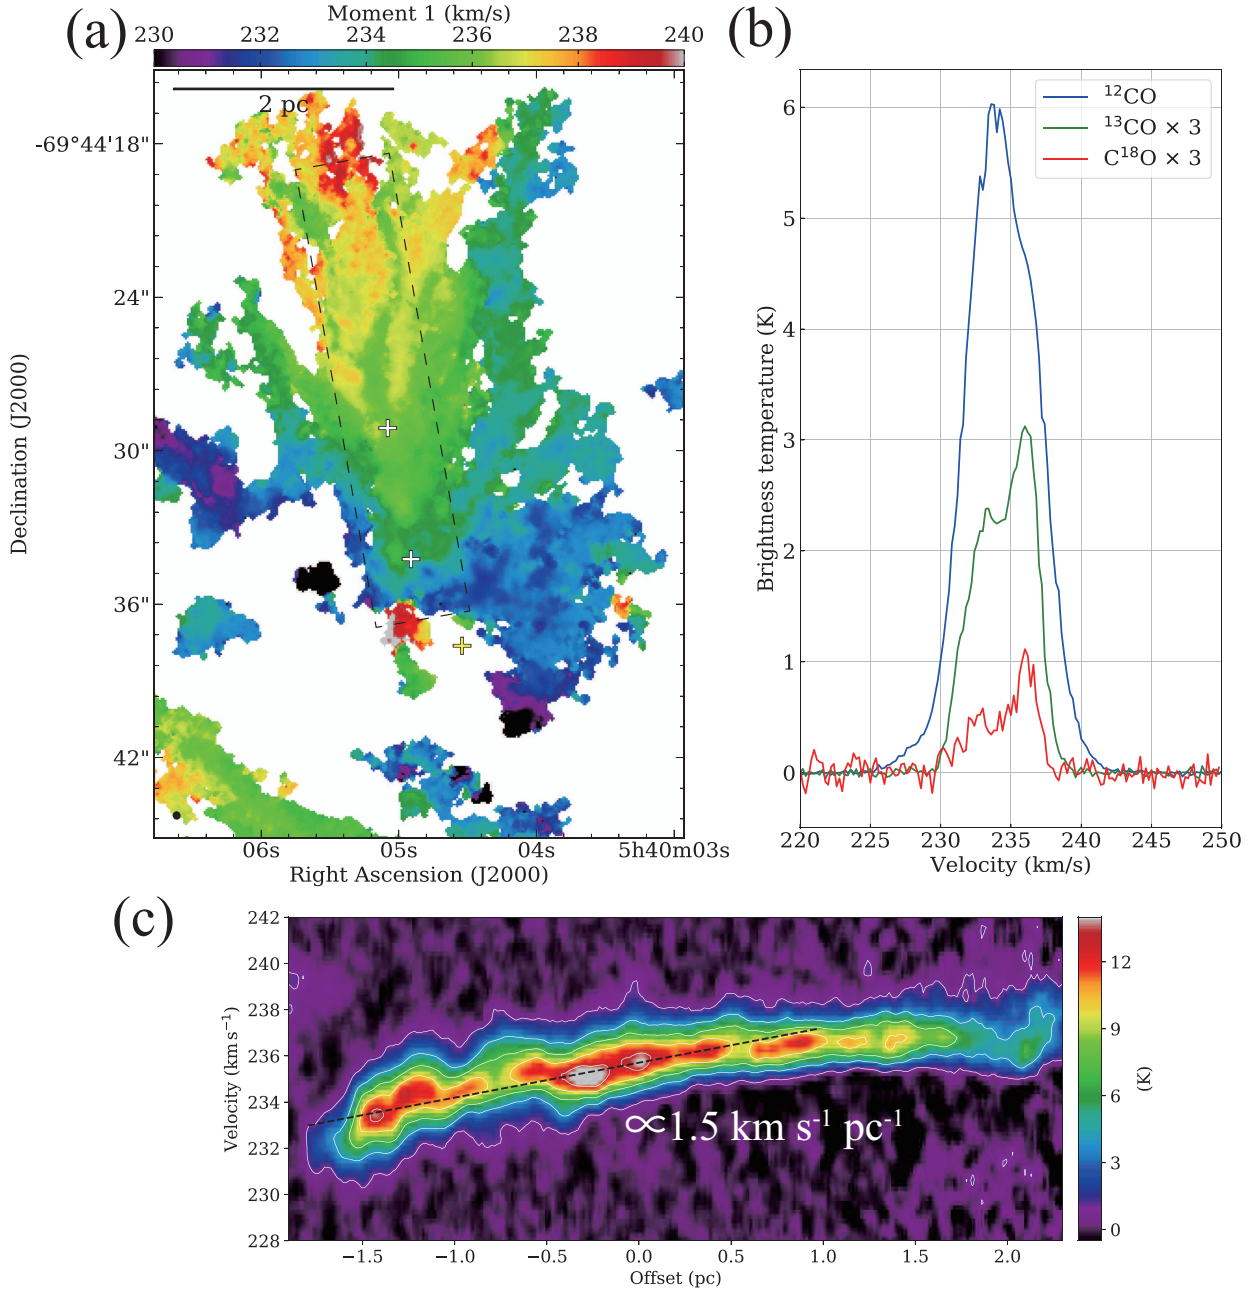 (a)
Moment 1 (km/s)
230 232 234 236 238 240
2 pc
-69°44'18"
24"
30"
36"
42"
Declination (J2000)
06s 05s 04s 5h40m03s
Right Ascension (J2000)
(b)
¹²CO
¹³CO × 3
C¹⁸O × 3
6
5
4
3
2
1
0
Brightness temperature (K)
220 225 230 235 240 245 250
Velocity (km/s)
(c)
242
240
238
236
234
232
230
228
Velocity (km s⁻¹)
∝1.5 km s⁻¹ pc⁻¹
−1.5 −1.0 −0.5 0.0 0.5 1.0 1.5 2.0
Offset (pc)
12
9
6
3
0
(K)